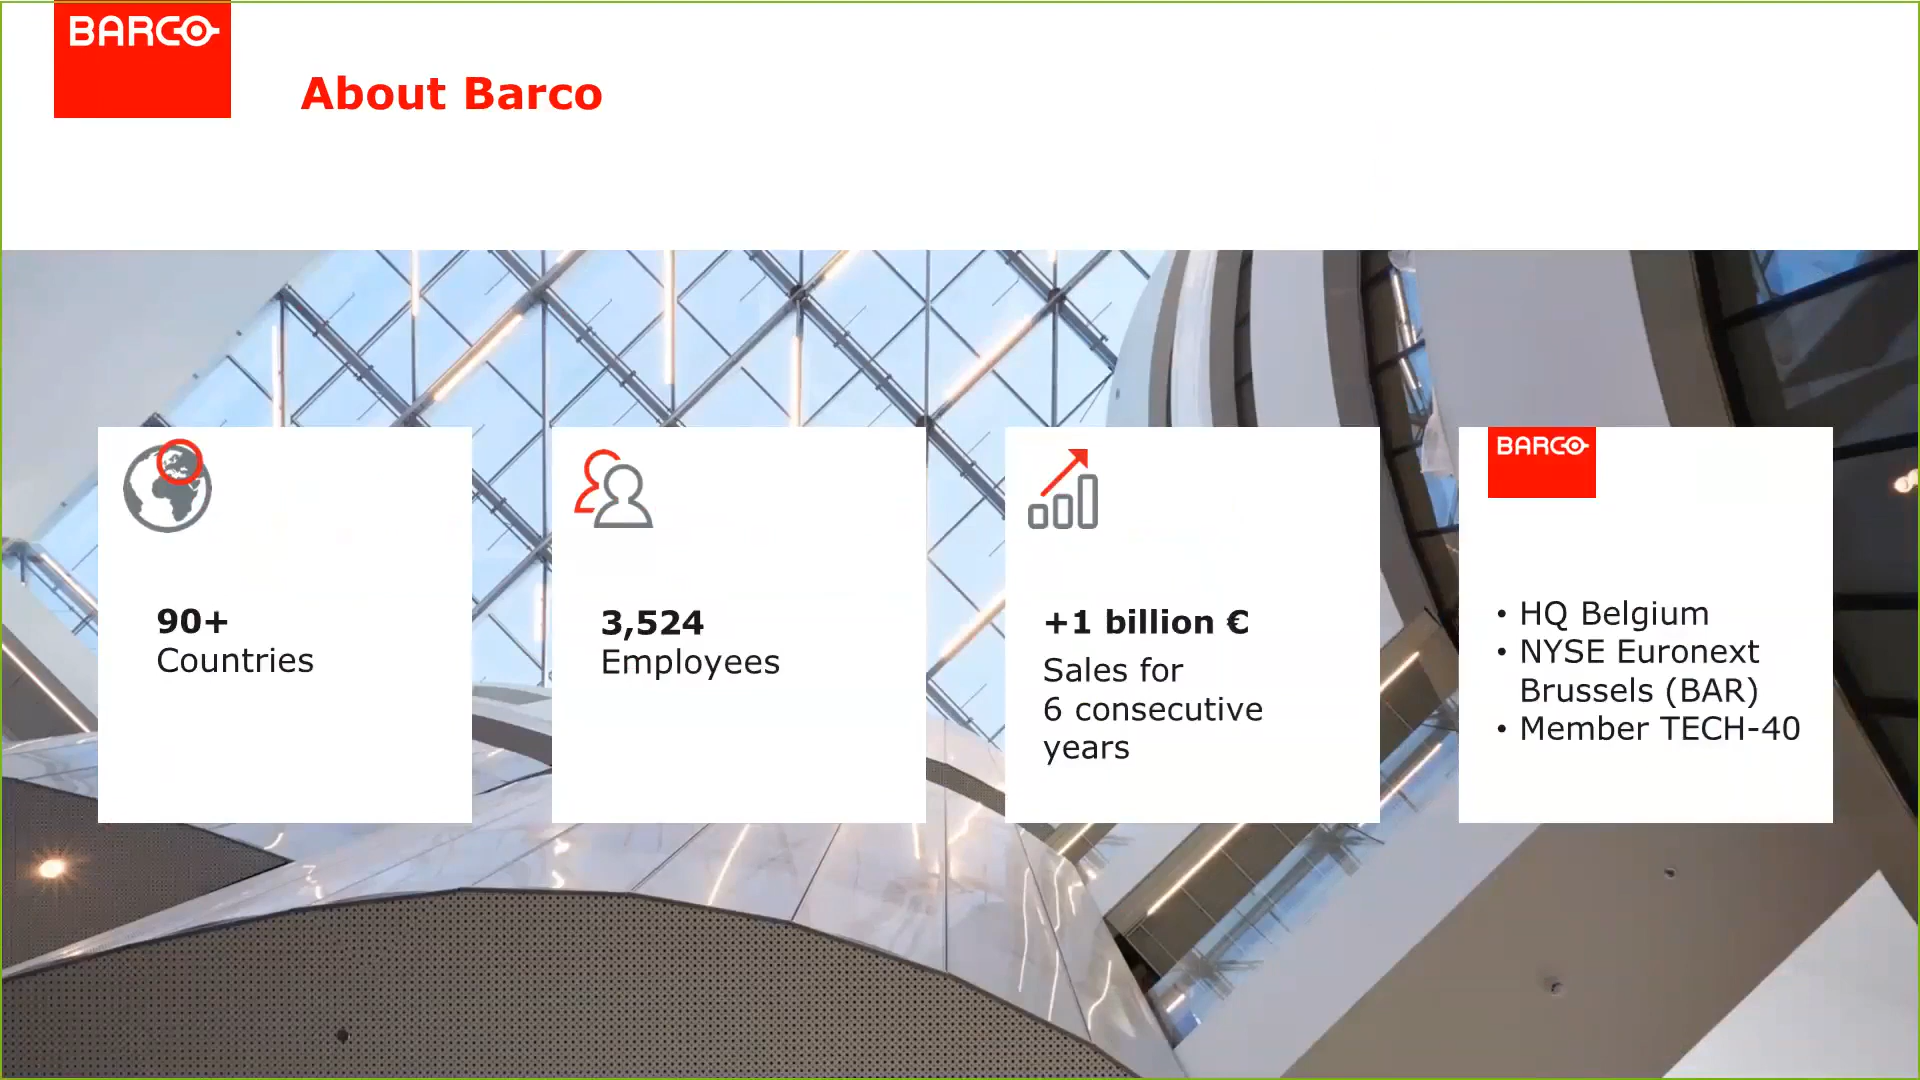 BARCO
About Barco
90+
Countries
3,524
Employees
+1 billion €
Sales for
6 consecutive
years
BARCO
• HQ Belgium
• NYSE Euronext
Brussels (BAR)
• Member TECH-40